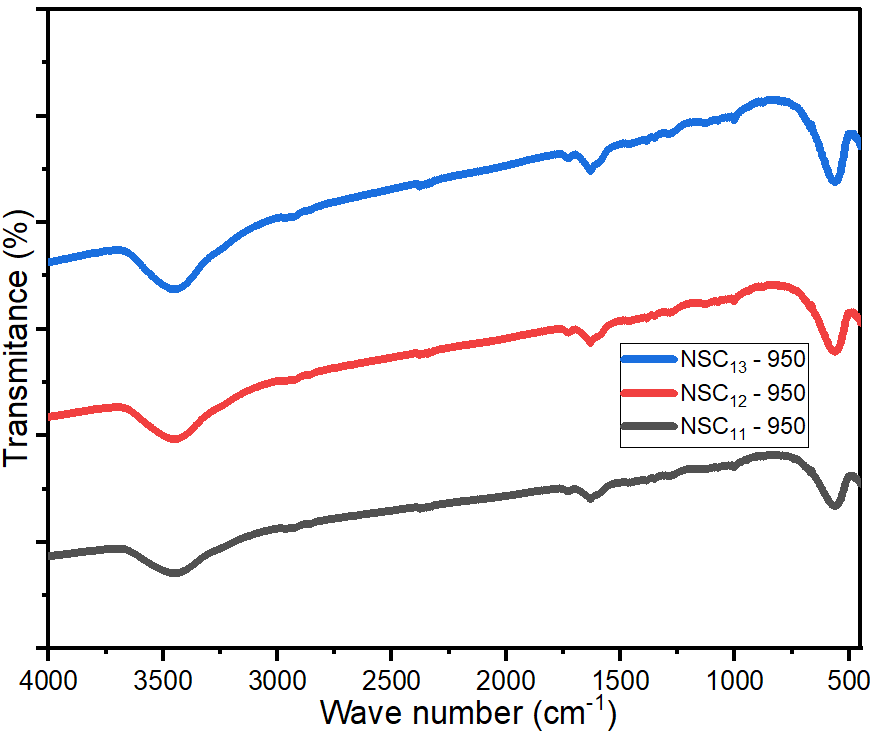 Transmitance (%)
NSC₁₃ - 950
NSC₁₂ - 950
NSC₁₁ - 950
4000 3500 3000 2500 2000 1500 1000 500
Wave number (cm⁻¹)